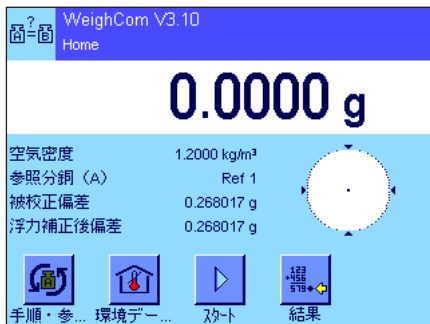 WeighCom V3.10
Home
0.0000 g
空気密度 1.2000 kg/m³
参照分銅（A） Ref 1
被校正偏差 0.268017 g
浮力補正後偏差 0.268017 g
手順・参... 環境デー... スタート 結果